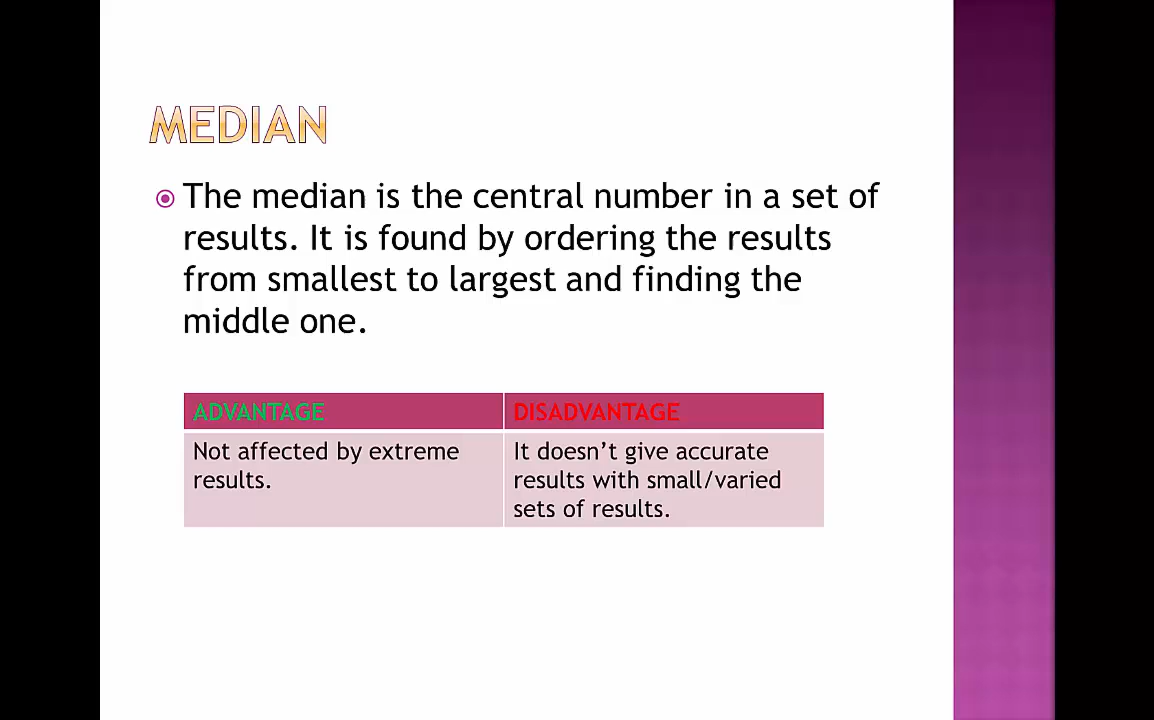 MEDIAN
The median is the central number in a set of
results. It is found by ordering the results
from smallest to largest and finding the
middle one.
ADVANTAGE
DISADVANTAGE
Not affected by extreme
results.
It doesn’t give accurate
results with small/varied
sets of results.